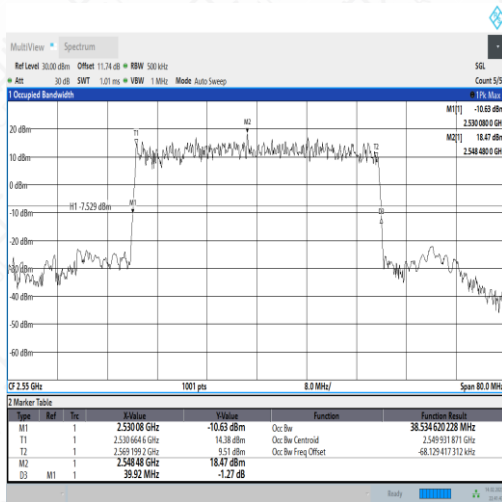 MultiView Spectrum
Ref Level 30.00 dBm Offset 11.74 dB RBW 500 kHz SGL
Att 30 dB SWT 1.01 ms VBW 1 MHz Mode Auto Sweep Count 5/5
1 Occupied Bandwidth 1Pk Max
M1[1] -10.63 dBm
2.530 080 0 GHz
M2[1] 18.47 dBm
2.548 480 0 GHz
M2
T1
T2
20 dBm
10 dBm
0 dBm
H1 -7.529 dBm
M1
D3
-10 dBm
-20 dBm
-30 dBm
-40 dBm
-50 dBm
-60 dBm
CF 2.55 GHz 1001 pts 8.0 MHz/ Span 80.0 MHz
2 Marker Table
Type Ref Trc X-Value Y-Value Function Function Result
M1 1 2.530 08 GHz -10.63 dBm Occ Bw 38.534 620 228 MHz
T1 1 2.530 664 6 GHz 14.38 dBm Occ Bw Centroid 2.549 931 871 GHz
T2 1 2.569 199 2 GHz 9.51 dBm Occ Bw Freq Offset -68.129 417 312 kHz
M2 1 2.548 48 GHz 18.47 dBm
D3 M1 1 39.92 MHz -1.27 dB
Ready